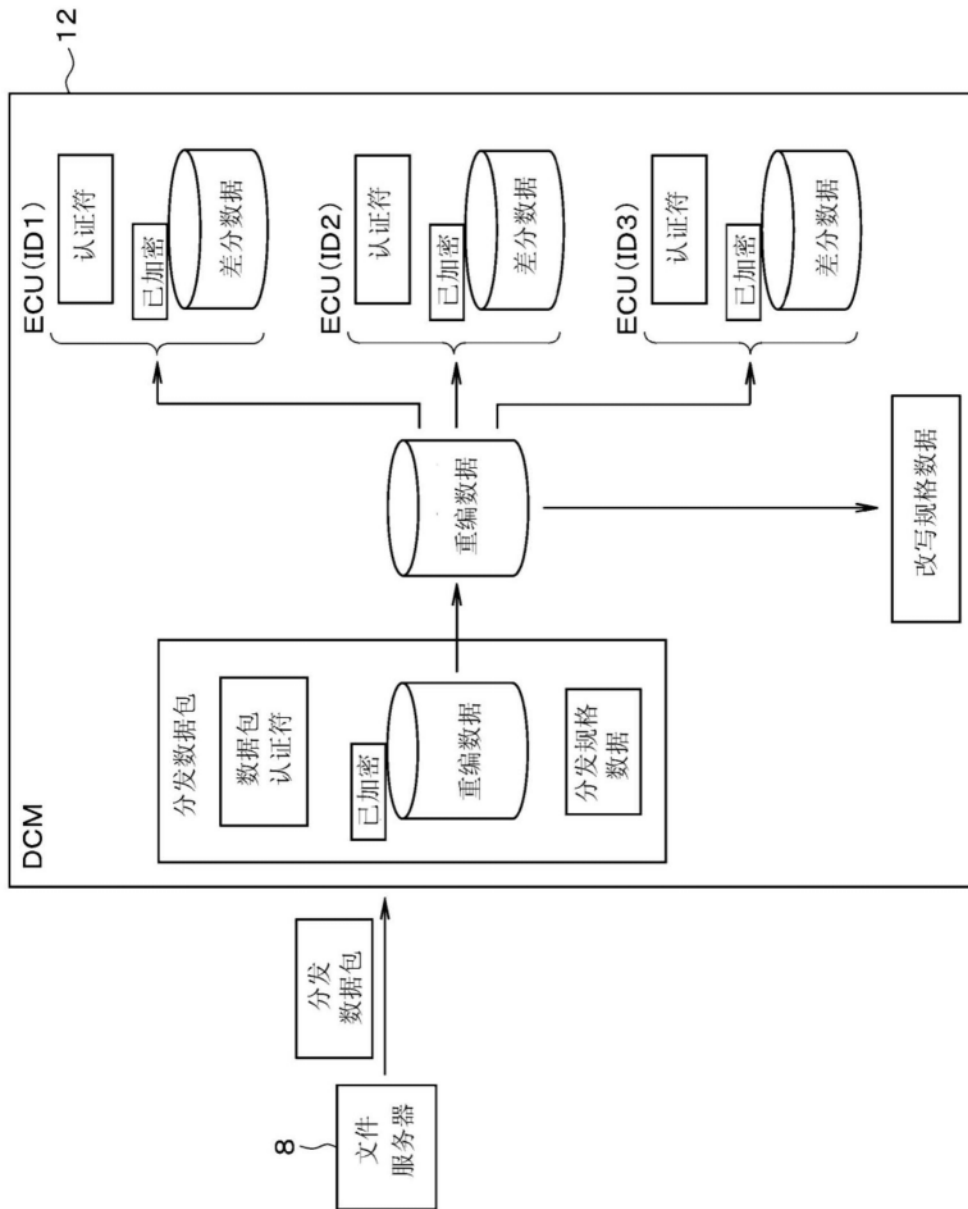 8
文件
服务器
分发
数据包
12
DCM
分发数据包
数据包
认证符
已加密
重编数据
分发规格
数据
重编数据
改写规格数据
ECU(ID1)
认证符
已加密
差分数据
ECU(ID2)
认证符
已加密
差分数据
ECU(ID3)
认证符
已加密
差分数据